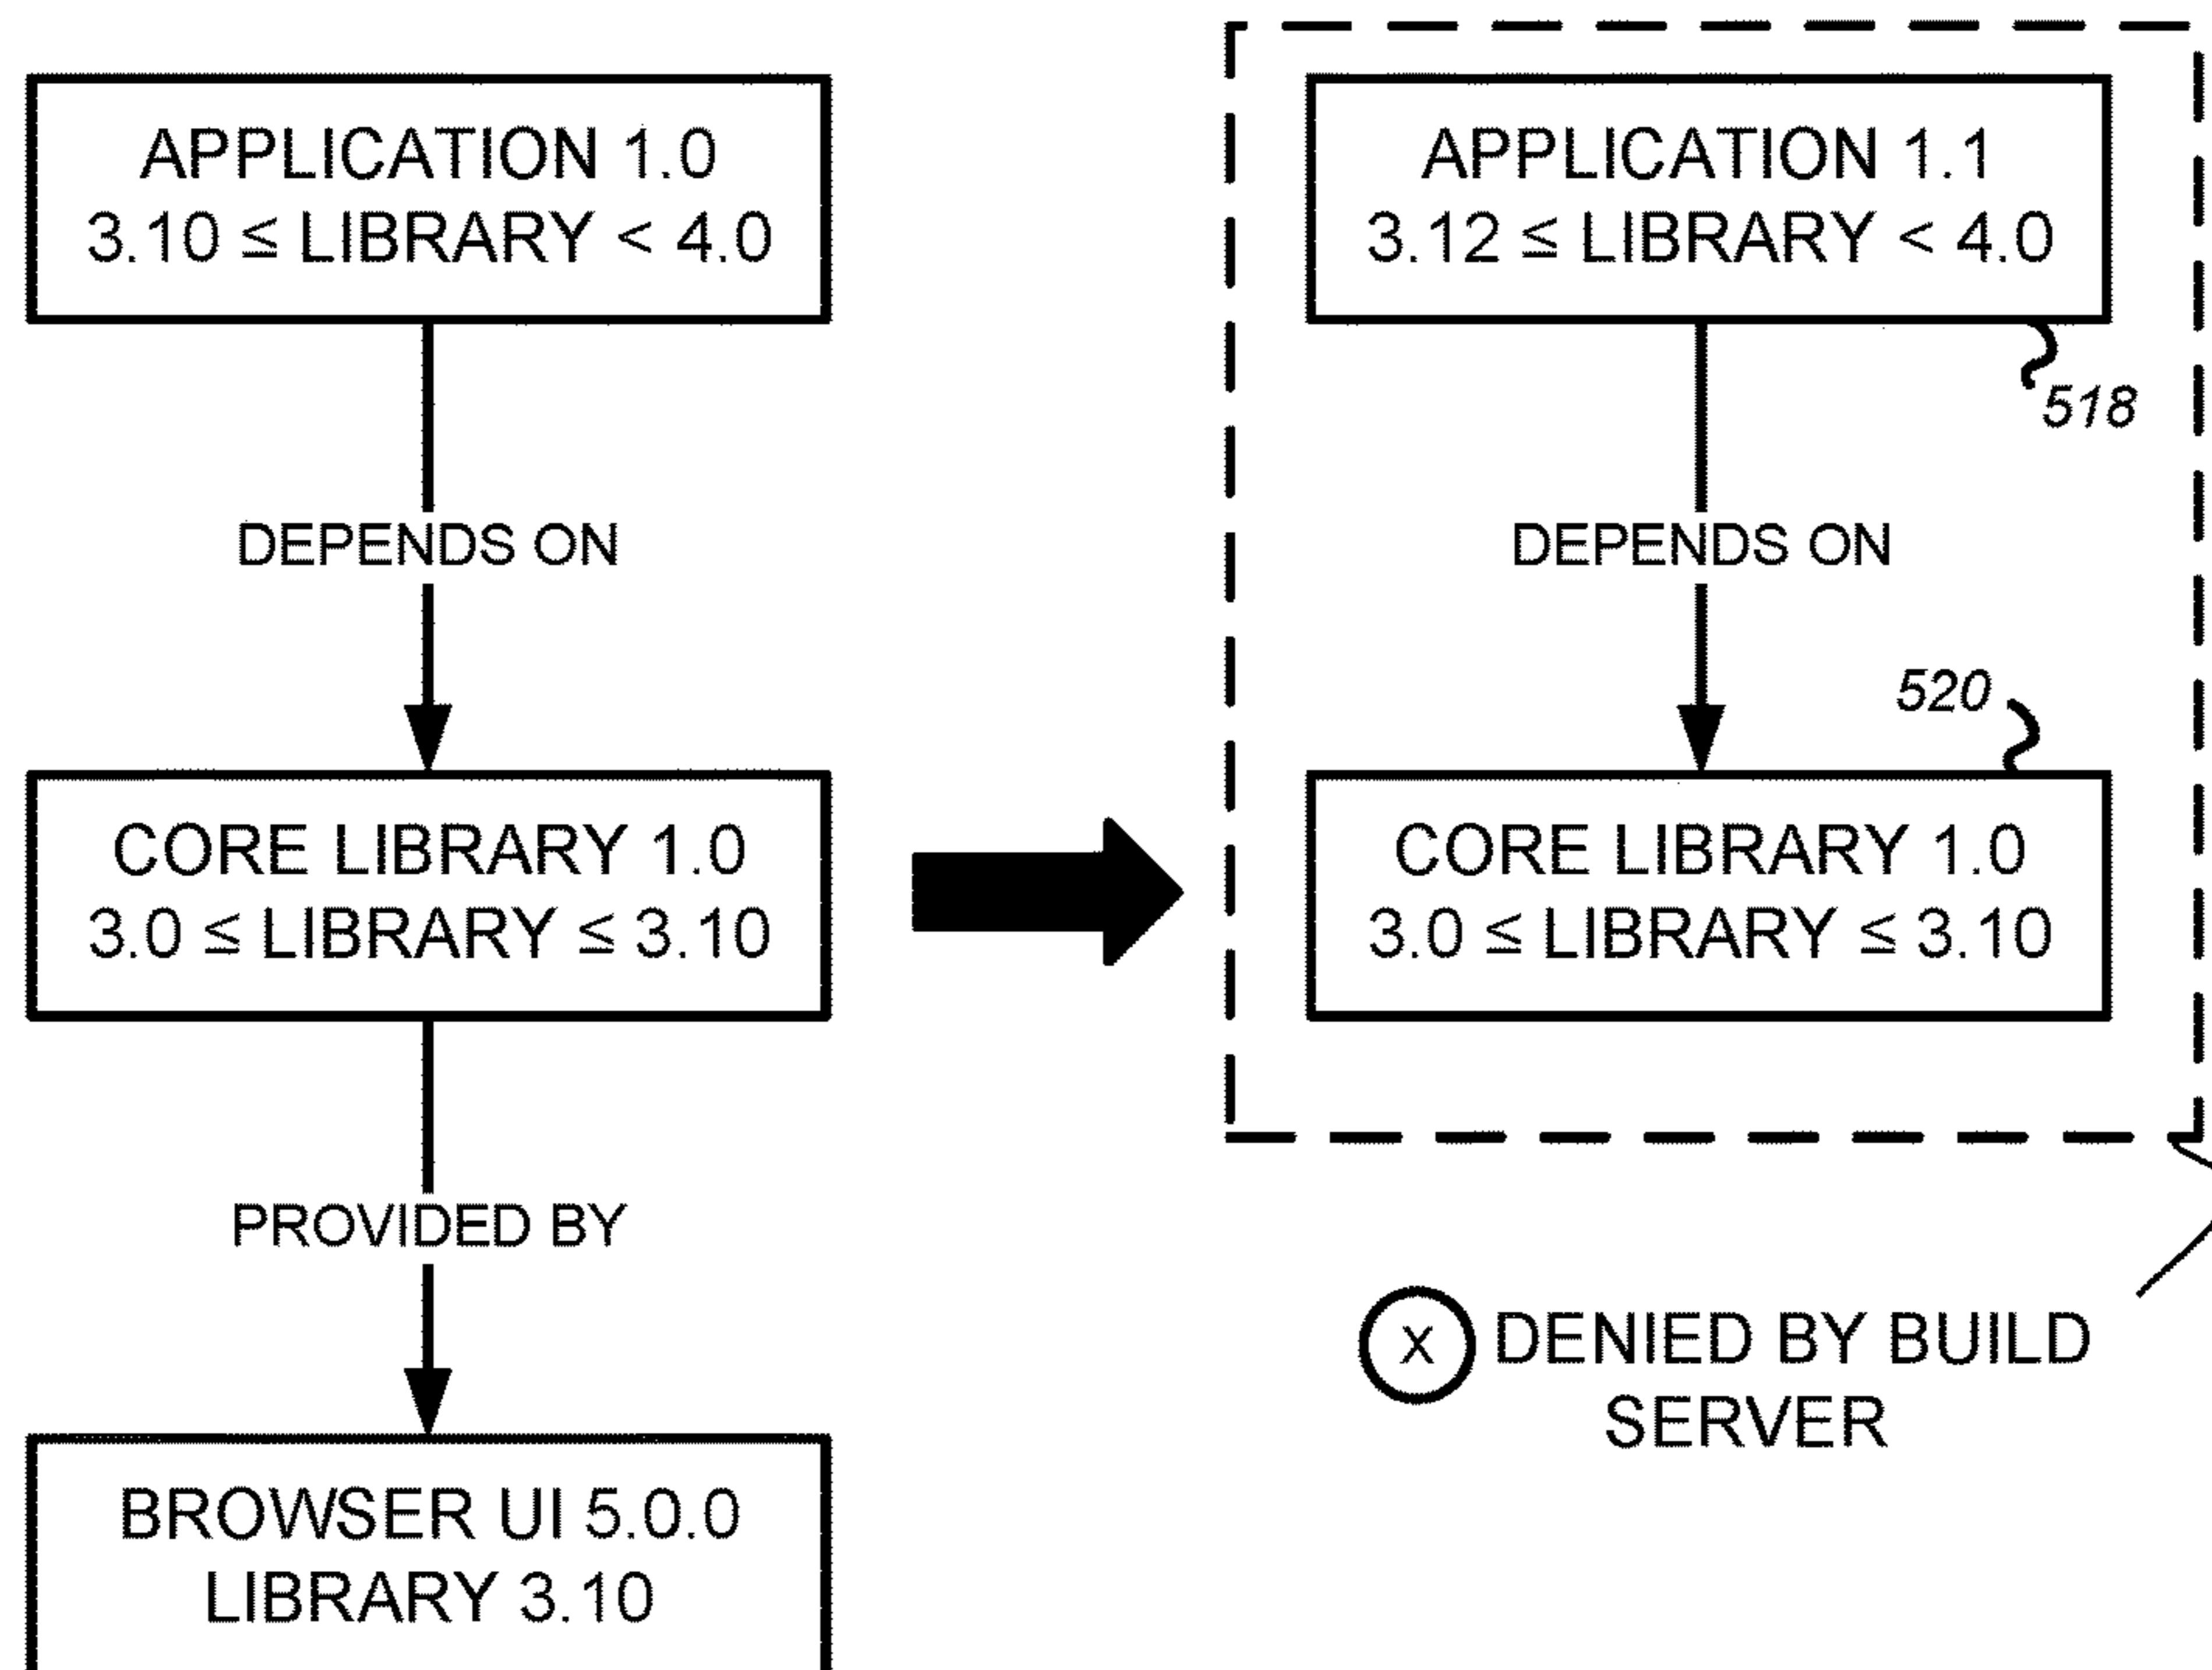 APPLICATION 1.0
3.10 ≤ LIBRARY < 4.0
DEPENDS ON
CORE LIBRARY 1.0
3.0 ≤ LIBRARY ≤ 3.10
PROVIDED BY
BROWSER UI 5.0.0
LIBRARY 3.10
APPLICATION 1.1
3.12 ≤ LIBRARY < 4.0
518
DEPENDS ON
520
CORE LIBRARY 1.0
3.0 ≤ LIBRARY ≤ 3.10
X DENIED BY BUILD
SERVER